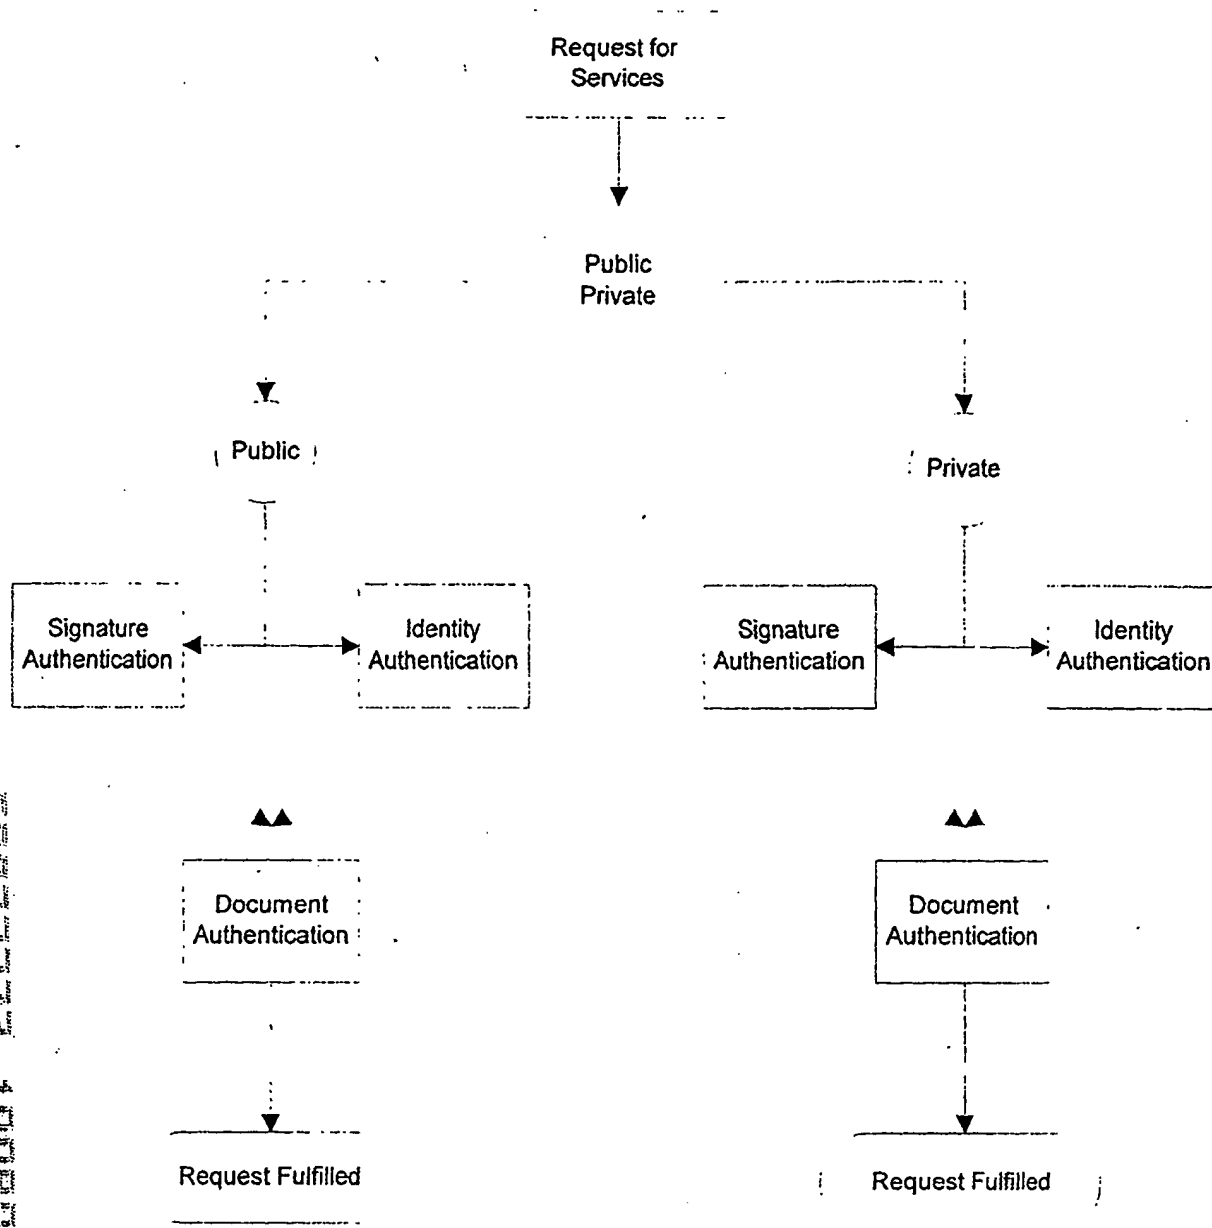 Request for
Services
Public
Private
Public
Private
Signature
Authentication
Identity
Authentication
Signature
Authentication
Identity
Authentication
Document
Authentication
Document
Authentication
Request Fulfilled
Request Fulfilled